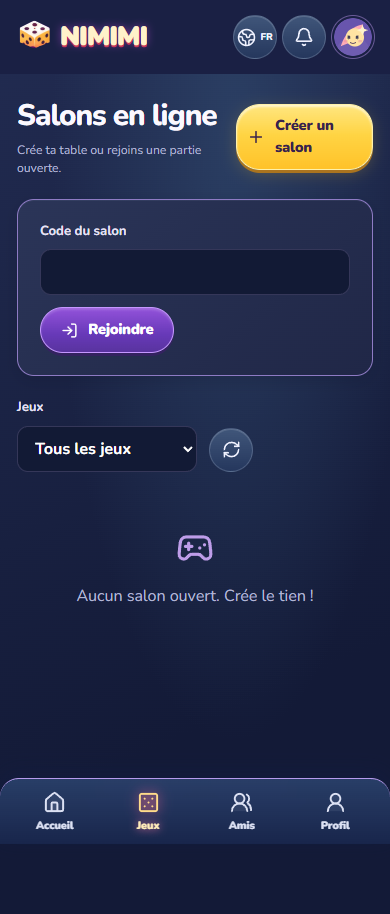 NIMIMI
FR
Salons en ligne
Crée ta table ou rejoins une partie
ouverte.
Créer un
salon
Code du salon
Rejoindre
Jeux
Tous les jeux
Aucun salon ouvert. Crée le tien !
Accueil
Jeux
Amis
Profil